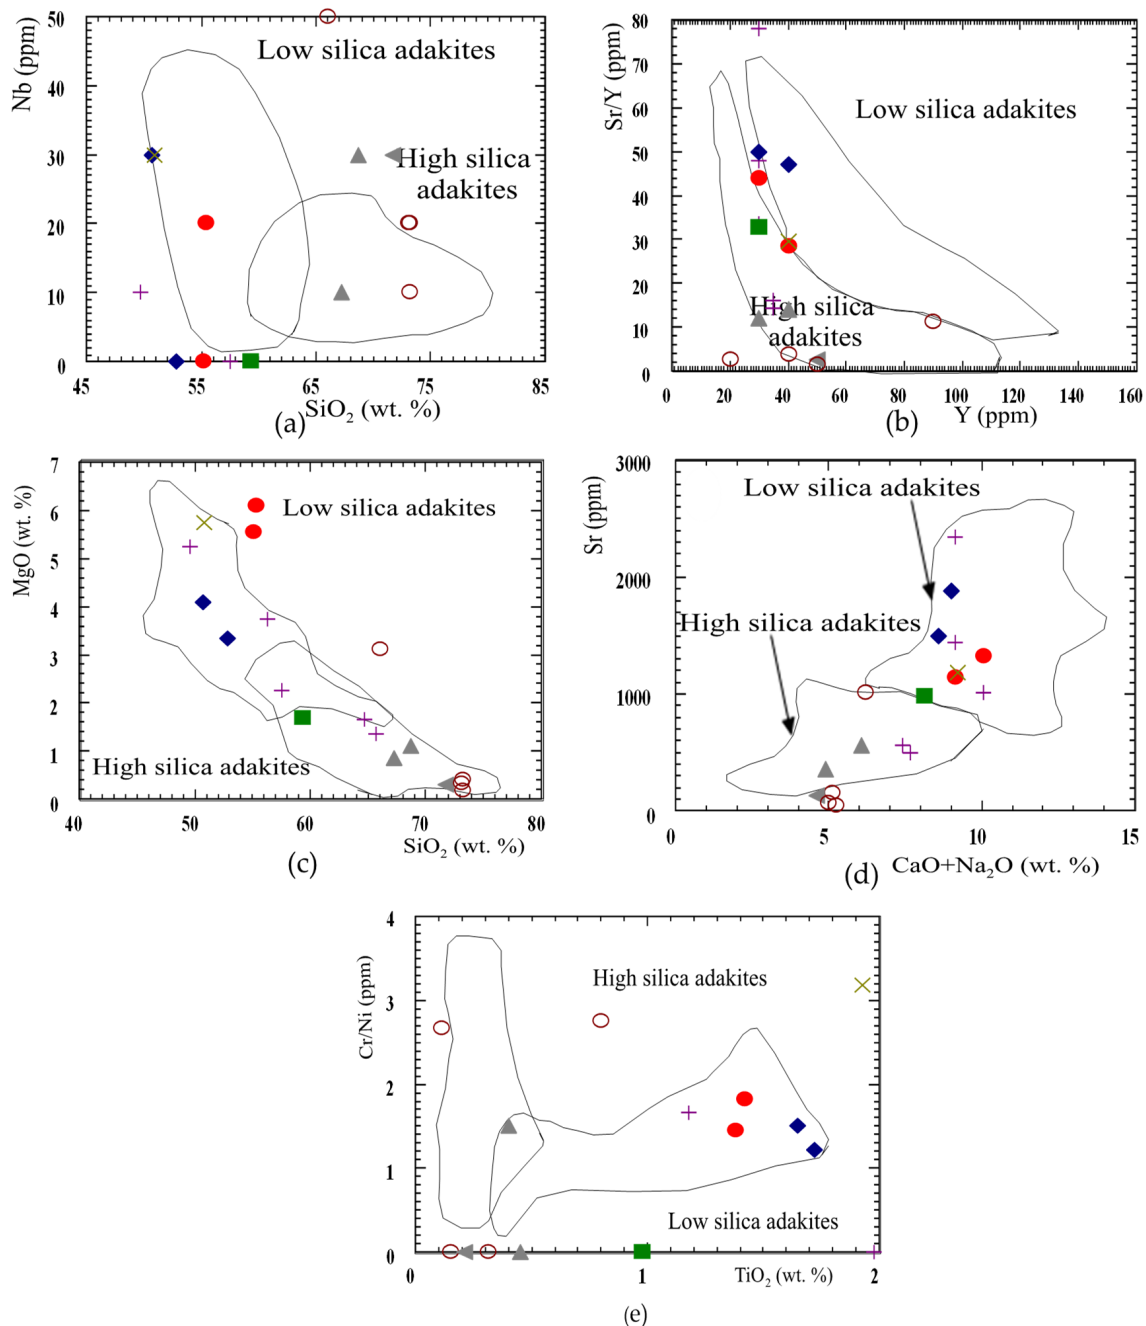 50
40
30
20
10
0
Nb (ppm)
Low silica adakites
High silica
adakites
45
55
65
75
85
SiO₂ (wt. %)
(a)
80
70
60
50
40
30
20
10
0
Sr/Y (ppm)
Low silica adakites
High silica
adakites
0
20
40
60
80
100
120
140
160
Y (ppm)
(b)
7
6
5
4
3
2
1
0
MgO (wt. %)
Low silica adakites
High silica adakites
40
50
60
70
80
SiO₂ (wt. %)
(c)
3000
2000
1000
0
Sr (ppm)
Low silica adakites
High silica adakites
0
5
10
15
CaO+Na₂O (wt. %)
(d)
4
3
2
1
0
Cr/Ni (ppm)
High silica adakites
Low silica adakites
0
1
2
TiO₂ (wt. %)
(e)